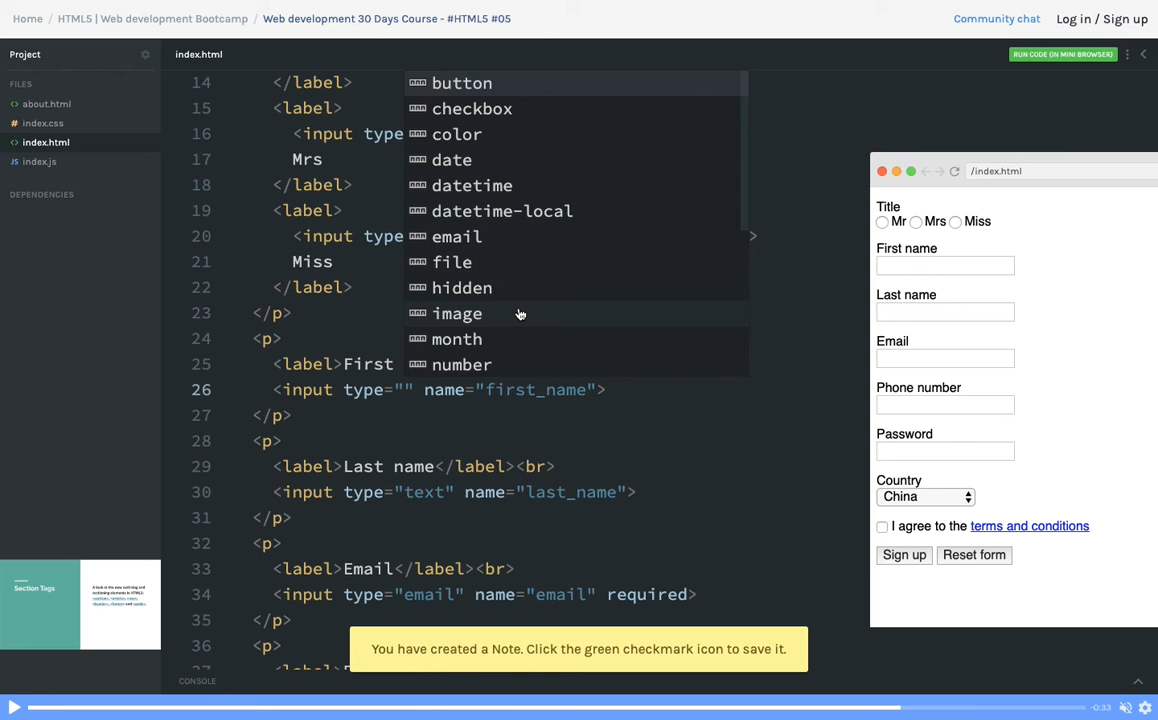 Home / HTML5 | Web development Bootcamp / Web development 30 Days Course - #HTML5 #05
Community chat
Log in / Sign up
Project
index.html
RUN CODE (IN MINI BROWSER)
FILES
about.html
index.css
index.html
index.js
DEPENDENCIES
14 </label>
15 <label>
16 <input type
17 Mrs
18 </label>
19 <label>
20 <input type >
21 Miss
22 </label>
23 </p>
24 <p>
25 <label>First
26 <input type="" name="first_name">
27 </p>
28 <p>
29 <label>Last name</label><br>
30 <input type="text" name="last_name">
31 </p>
32 <p>
33 <label>Email</label><br>
34 <input type="email" name="email" required>
35 </p>
36 <p>
button
checkbox
color
date
datetime
datetime-local
email
file
hidden
image
month
number
/index.html
Title
Mr Mrs Miss
First name
Last name
Email
Phone number
Password
Country
China
I agree to the terms and conditions
Sign up Reset form
Section Tags
You have created a Note. Click the green checkmark icon to save it.
CONSOLE
-0:33